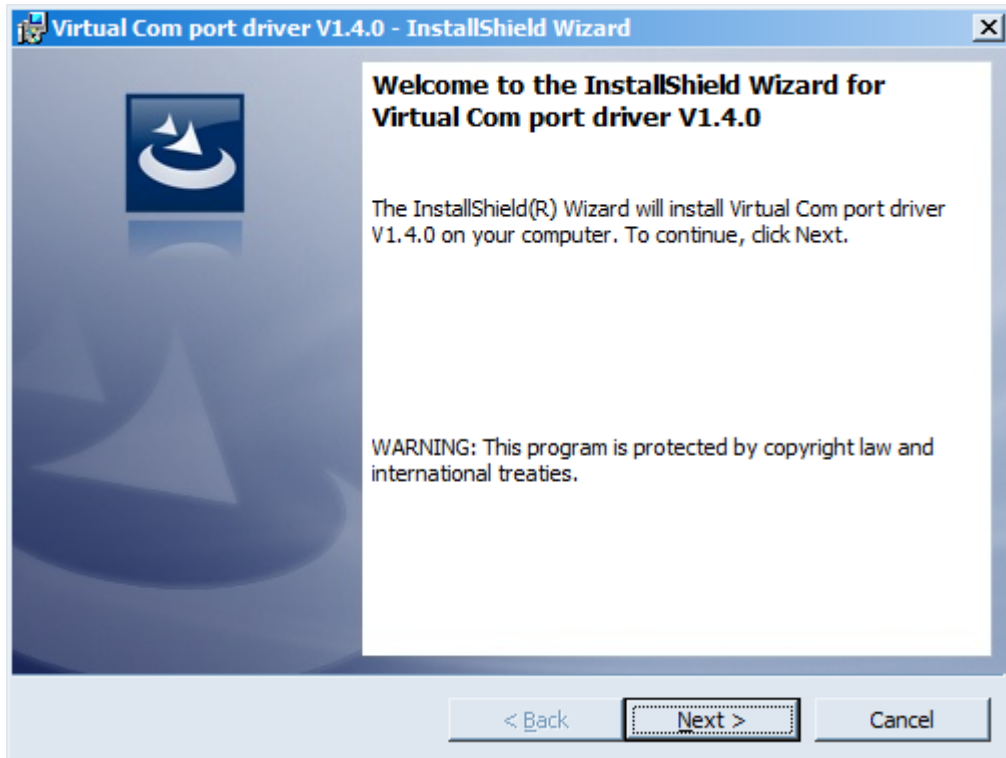 Virtual Com port driver V1.4.0 - InstallShield Wizard
Welcome to the InstallShield Wizard for
Virtual Com port driver V1.4.0
The InstallShield(R) Wizard will install Virtual Com port driver
V1.4.0 on your computer. To continue, click Next.
WARNING: This program is protected by copyright law and
international treaties.
< Back Next > Cancel